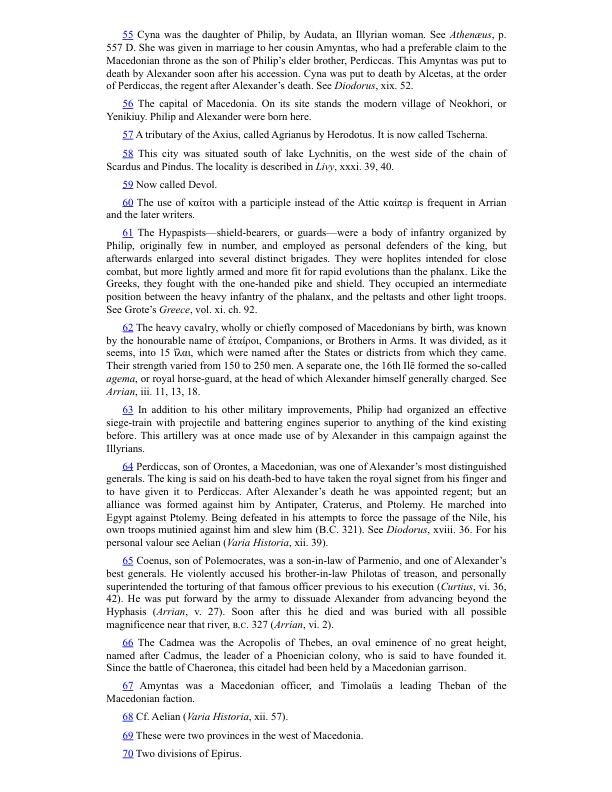 55 Cyna was the daughter of Philip, by Audata, an Illyrian woman. See Athenæus, p.
557 D. She was given in marriage to her cousin Amyntas, who had a preferable claim to the
Macedonian throne as the son of Philip’s elder brother, Perdiccas. This Amyntas was put to
death by Alexander soon after his accession. Cyna was put to death by Alcetas, at the order
of Perdiccas, the regent after Alexander’s death. See Diodorus, xix. 52.
56 The capital of Macedonia. On its site stands the modern village of Neokhori, or
Yenikiuy. Philip and Alexander were born here.
57 A tributary of the Axius, called Agrianus by Herodotus. It is now called Tscherna.
58 This city was situated south of lake Lychnitis, on the west side of the chain of
Scardus and Pindus. The locality is described in Livy, xxxi. 39, 40.
59 Now called Devol.
60 The use of καίτοι with a participle instead of the Attic καίπερ is frequent in Arrian
and the later writers.
61 The Hypaspists—shield-bearers, or guards—were a body of infantry organized by
Philip, originally few in number, and employed as personal defenders of the king, but
afterwards enlarged into several distinct brigades. They were hoplites intended for close
combat, but more lightly armed and more fit for rapid evolutions than the phalanx. Like the
Greeks, they fought with the one-handed pike and shield. They occupied an intermediate
position between the heavy infantry of the phalanx, and the peltasts and other light troops.
See Grote’s Greece, vol. xi. ch. 92.
62 The heavy cavalry, wholly or chiefly composed of Macedonians by birth, was known
by the honourable name of ἑταίροι, Companions, or Brothers in Arms. It was divided, as it
seems, into 15 ἴλαι, which were named after the States or districts from which they came.
Their strength varied from 150 to 250 men. A separate one, the 16th Ilē formed the so-called
agema, or royal horse-guard, at the head of which Alexander himself generally charged. See
Arrian, iii. 11, 13, 18.
63 In addition to his other military improvements, Philip had organized an effective
siege-train with projectile and battering engines superior to anything of the kind existing
before. This artillery was at once made use of by Alexander in this campaign against the
Illyrians.
64 Perdiccas, son of Orontes, a Macedonian, was one of Alexander’s most distinguished
generals. The king is said on his death-bed to have taken the royal signet from his finger and
to have given it to Perdiccas. After Alexander’s death he was appointed regent; but an
alliance was formed against him by Antipater, Craterus, and Ptolemy. He marched into
Egypt against Ptolemy. Being defeated in his attempts to force the passage of the Nile, his
own troops mutinied against him and slew him (B.C. 321). See Diodorus, xviii. 36. For his
personal valour see Aelian (Varia Historia, xii. 39).
65 Coenus, son of Polemocrates, was a son-in-law of Parmenio, and one of Alexander’s
best generals. He violently accused his brother-in-law Philotas of treason, and personally
superintended the torturing of that famous officer previous to his execution (Curtius, vi. 36,
42). He was put forward by the army to dissuade Alexander from advancing beyond the
Hyphasis (Arrian, v. 27). Soon after this he died and was buried with all possible
magnificence near that river, B.C. 327 (Arrian, vi. 2).
66 The Cadmea was the Acropolis of Thebes, an oval eminence of no great height,
named after Cadmus, the leader of a Phoenician colony, who is said to have founded it.
Since the battle of Chaeronea, this citadel had been held by a Macedonian garrison.
67 Amyntas was a Macedonian officer, and Timolaüs a leading Theban of the
Macedonian faction.
68 Cf. Aelian (Varia Historia, xii. 57).
69 These were two provinces in the west of Macedonia.
70 Two divisions of Epirus.